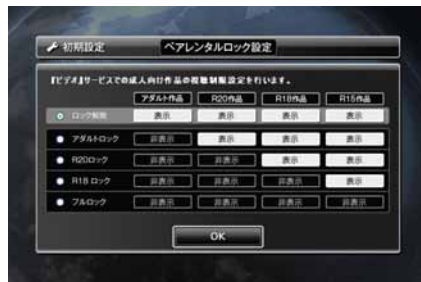 初期設定 ペアレンタルロック設定
『ビデオ』サービスでの成人向け作品の視聴制限設定を行います。
アダルト作品 R20作品 R18作品 R15作品
ロック解除 表示 表示 表示 表示
アダルトロック 非表示 表示 表示 表示
R20ロック 非表示 非表示 表示 表示
R18 ロック 非表示 非表示 非表示 表示
フルロック 非表示 非表示 非表示 非表示
OK